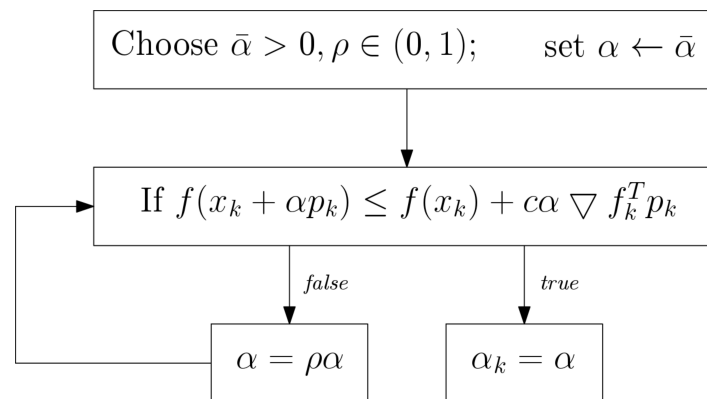 Choose ᾱ > 0, ρ ∈ (0, 1); set α ← ᾱ
If f(x_k + αp_k) ≤ f(x_k) + cα ▽ f_k^T p_k
false true
α = ρα α_k = α